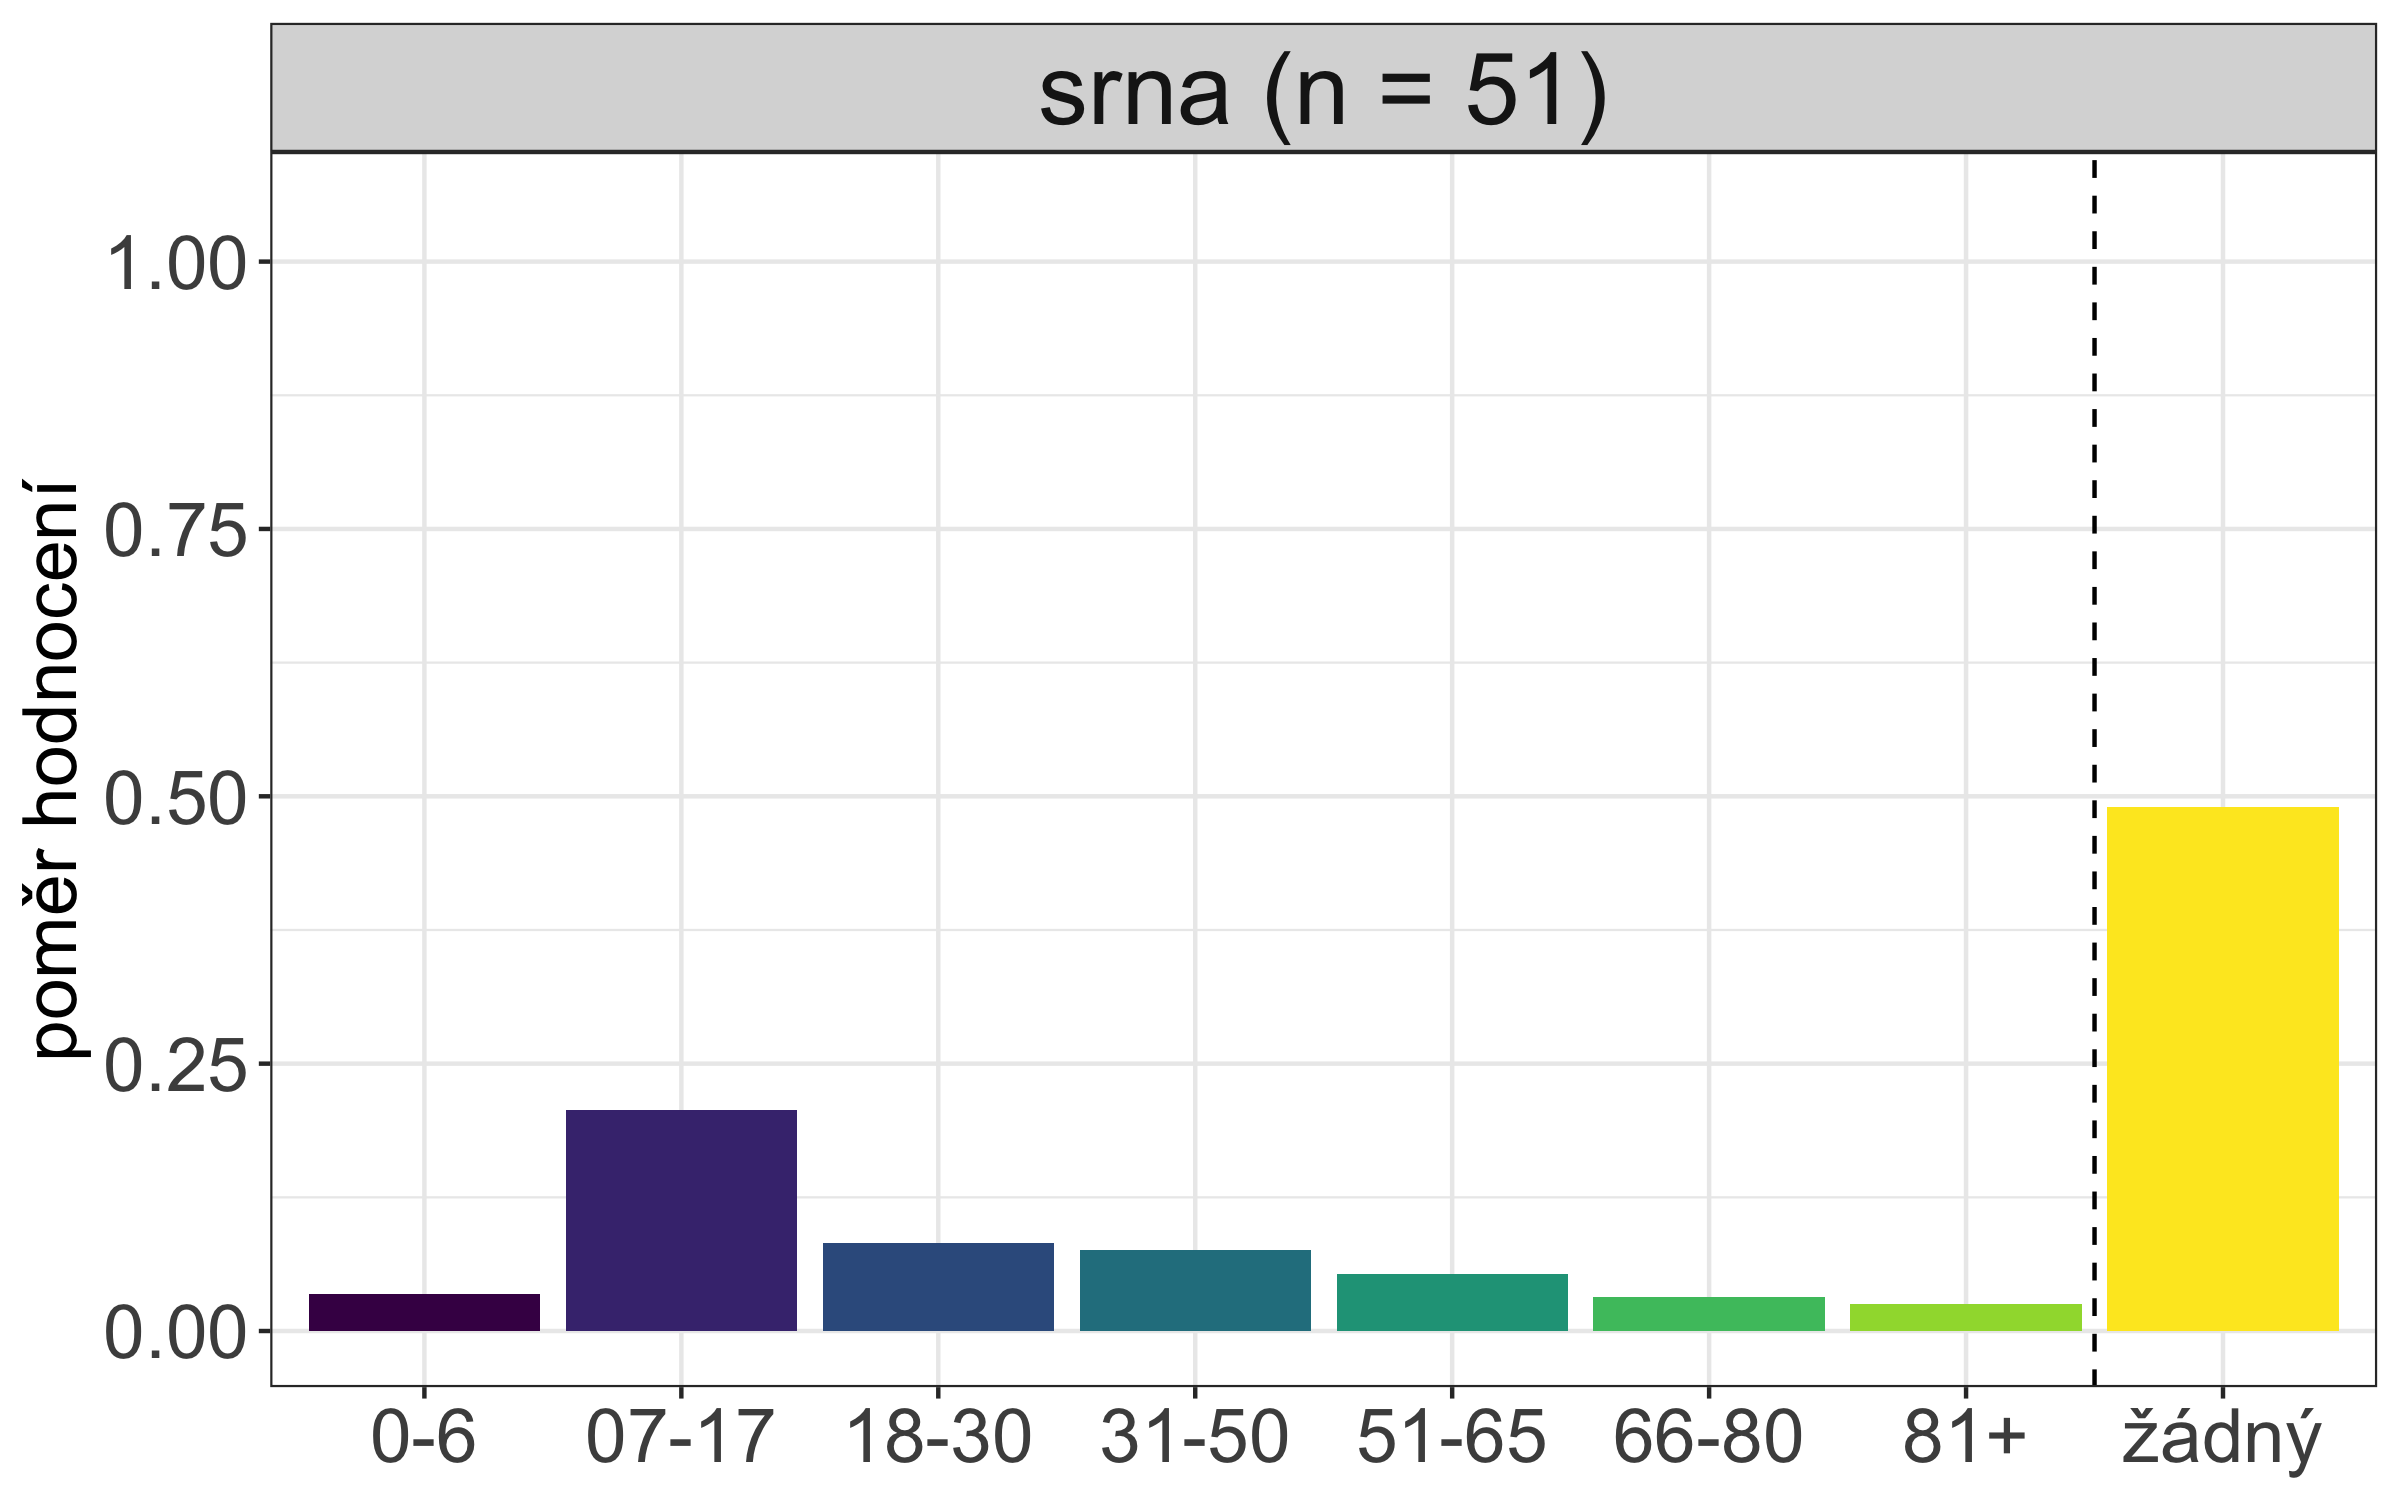 srna (n = 51)
poměr hodnocení
1.00
0.75
0.50
0.25
0.00
0-6 07-17 18-30 31-50 51-65 66-80 81+ žádný